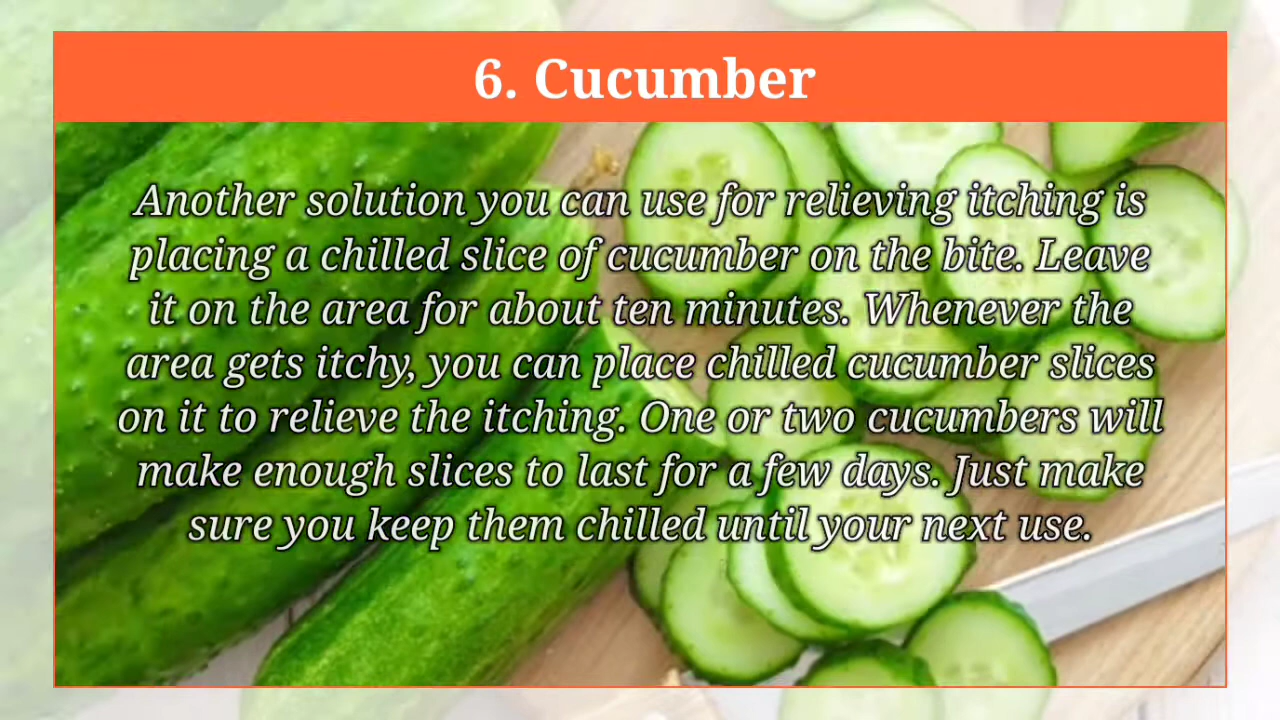 6. Cucumber
Another solution you can use for relieving itching is
placing a chilled slice of cucumber on the bite. Leave
it on the area for about ten minutes. Whenever the
area gets itchy, you can place chilled cucumber slices
on it to relieve the itching. One or two cucumbers will
make enough slices to last for a few days. Just make
sure you keep them chilled until your next use.